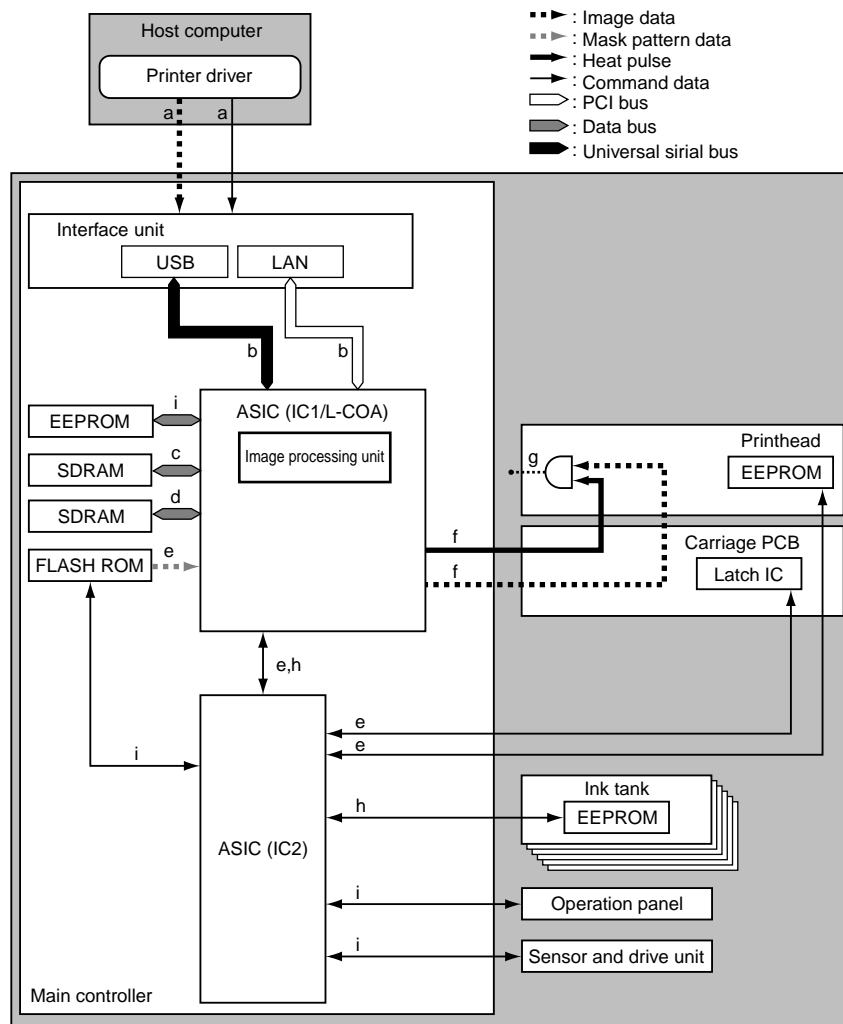 Host computer
Printer driver
a
a
: Image data
: Mask pattern data
: Heat pulse
: Command data
: PCI bus
: Data bus
: Universal sirial bus
Interface unit
USB
LAN
b
b
ASIC (IC1/L-COA)
Image processing unit
EEPROM
i
SDRAM
c
SDRAM
d
FLASH ROM
e
f
f
g
Printhead
EEPROM
Carriage PCB
Latch IC
e,h
i
e
e
h
Ink tank
EEPROM
ASIC (IC2)
i
Operation panel
i
Sensor and drive unit
Main controller